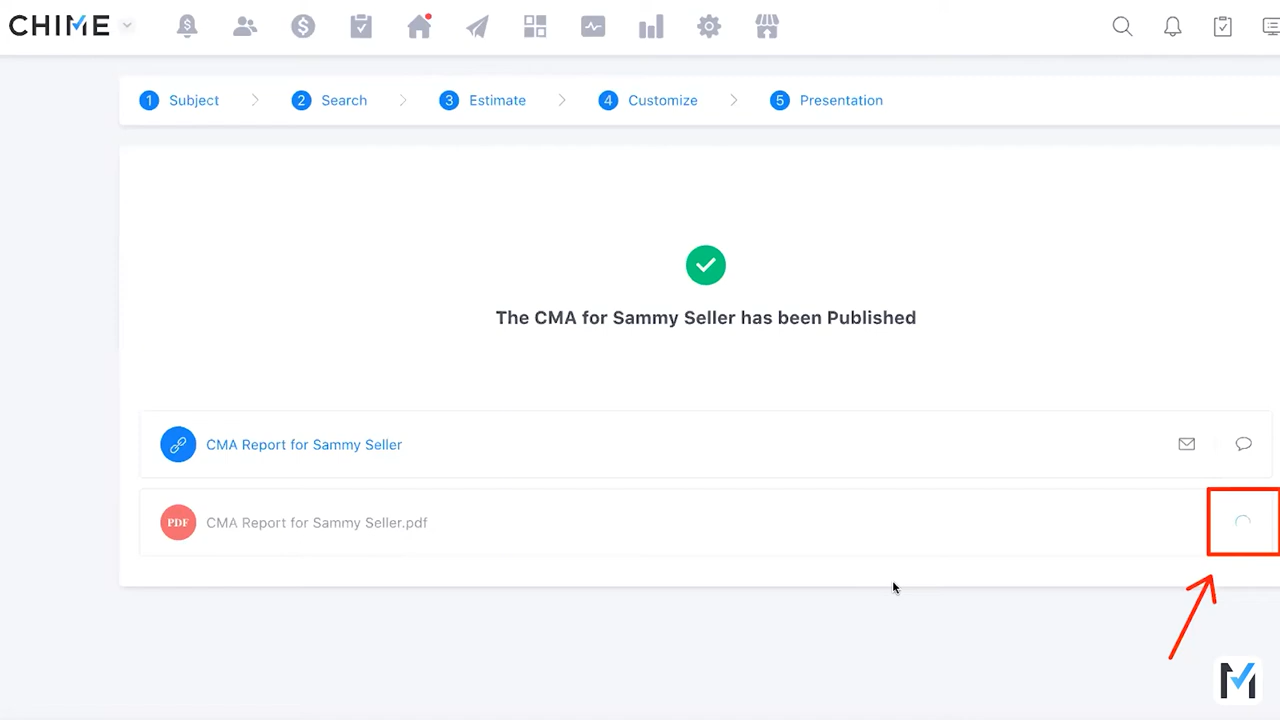 CHIME
1 Subject 2 Search 3 Estimate 4 Customize 5 Presentation
The CMA for Sammy Seller has been Published
CMA Report for Sammy Seller
PDF CMA Report for Sammy Seller.pdf